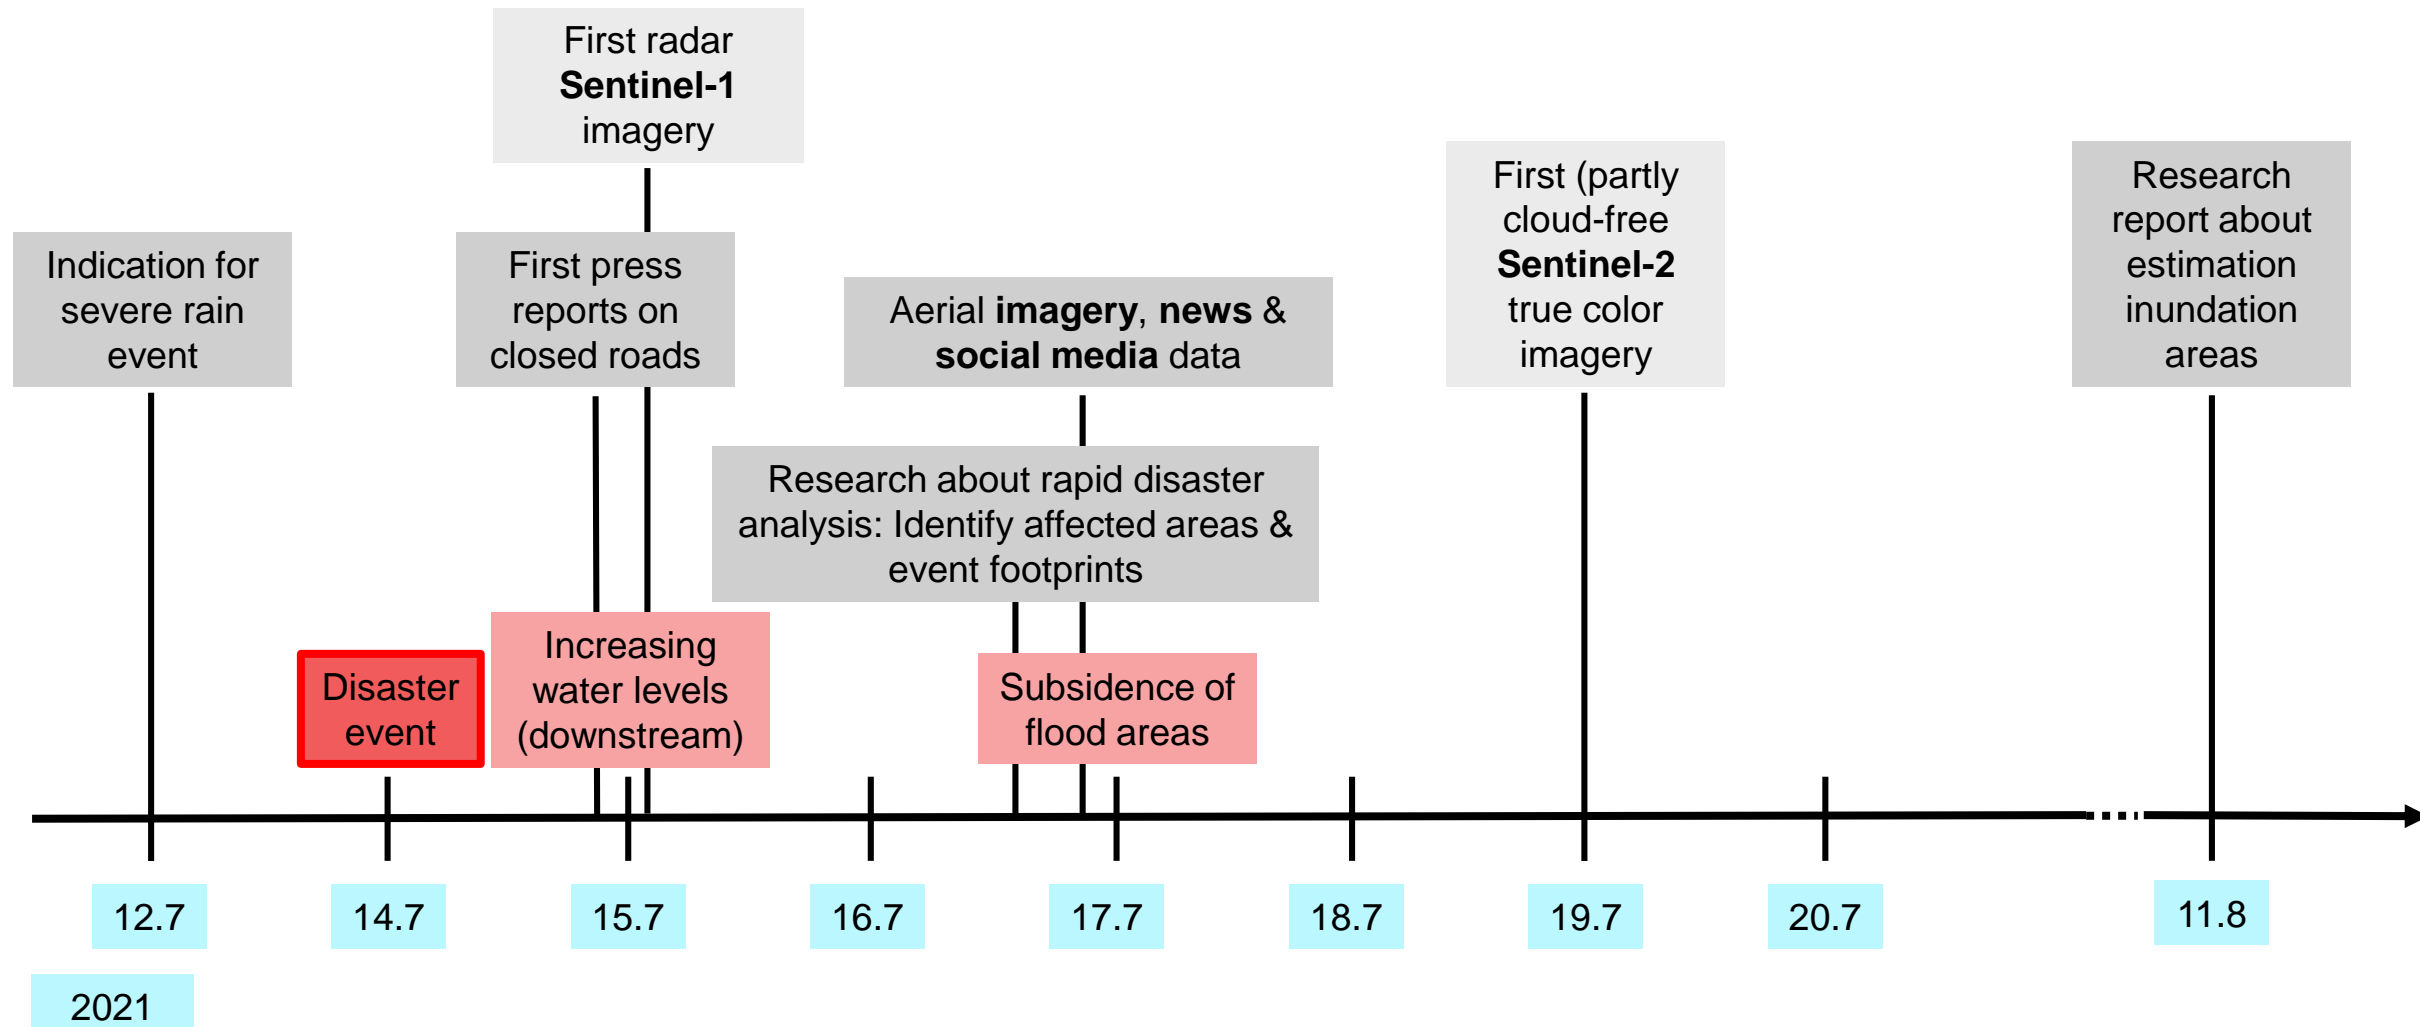 First radar
Sentinel-1
imagery
Indication for
severe rain
event
First press
reports on
closed roads
Aerial imagery, news &
social media data
First (partly
cloud-free
Sentinel-2
true color
imagery
Research
report about
estimation
inundation
areas
Research about rapid disaster
analysis: Identify affected areas &
event footprints
Disaster
event
Increasing
water levels
(downstream)
Subsidence of
flood areas
12.7
14.7
15.7
16.7
17.7
18.7
19.7
20.7
11.8
2021